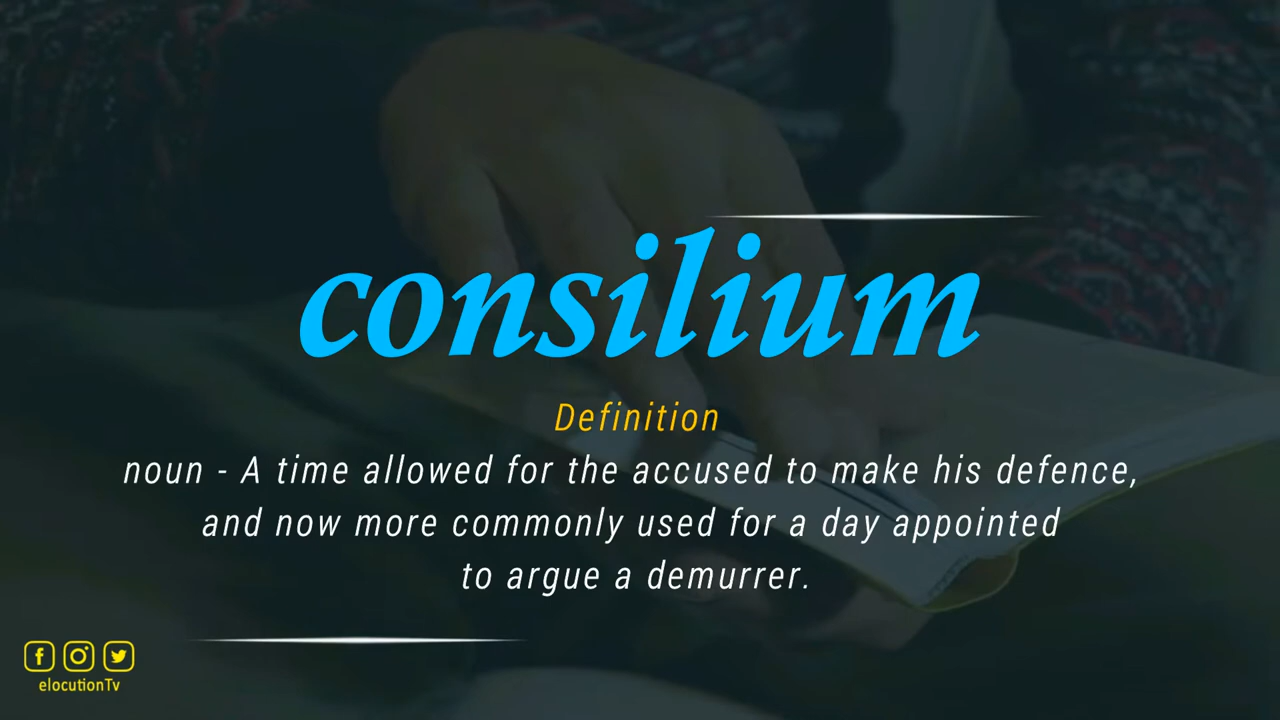 consilium
Definition
noun - A time allowed for the accused to make his defence,
and now more commonly used for a day appointed
to argue a demurrer.
elocutionTv